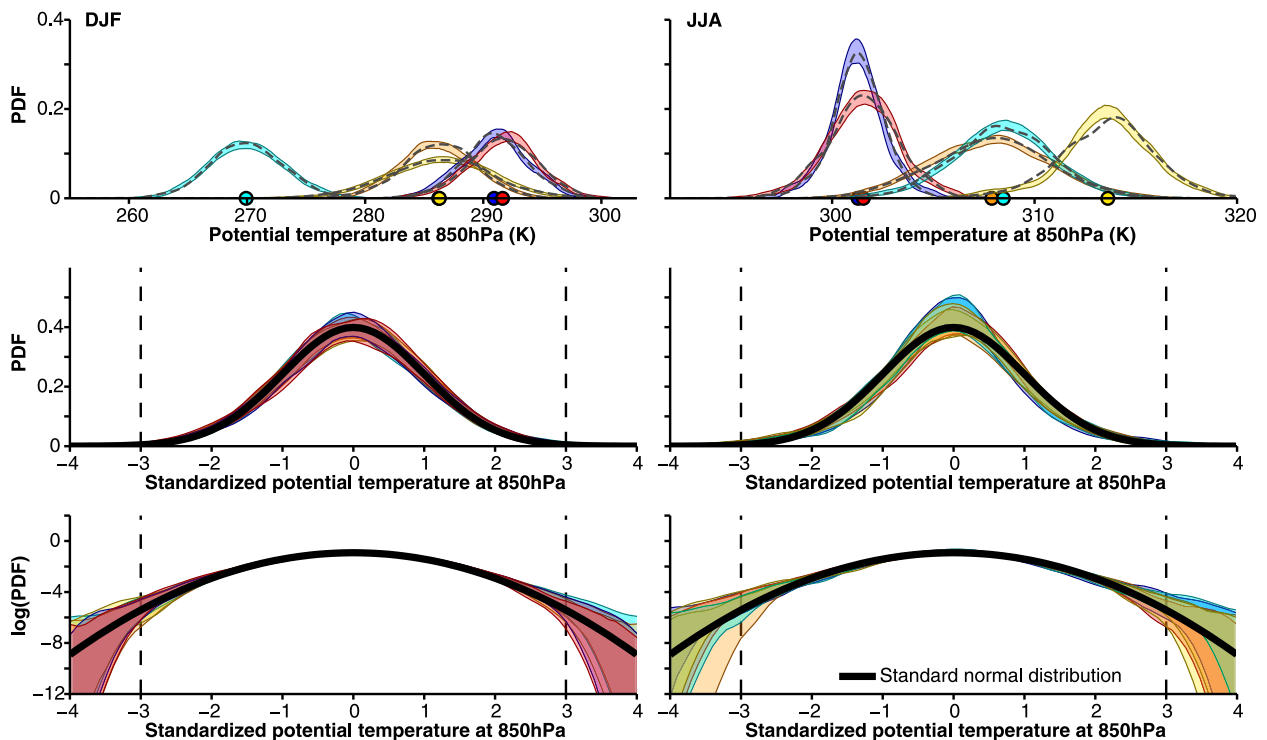 DJF
JJA
PDF
0.4
0.2
0
260
270
280
290
300
300
310
320
Potential temperature at 850hPa (K)
Potential temperature at 850hPa (K)
PDF
0.4
0.2
0
−4 −3 −2 −1 0 1 2 3 4
−4 −3 −2 −1 0 1 2 3 4
Standardized potential temperature at 850hPa
Standardized potential temperature at 850hPa
log(PDF)
0
−4
−8
−12
Standard normal distribution
−4 −3 −2 −1 0 1 2 3 4
−4 −3 −2 −1 0 1 2 3 4
Standardized potential temperature at 850hPa
Standardized potential temperature at 850hPa